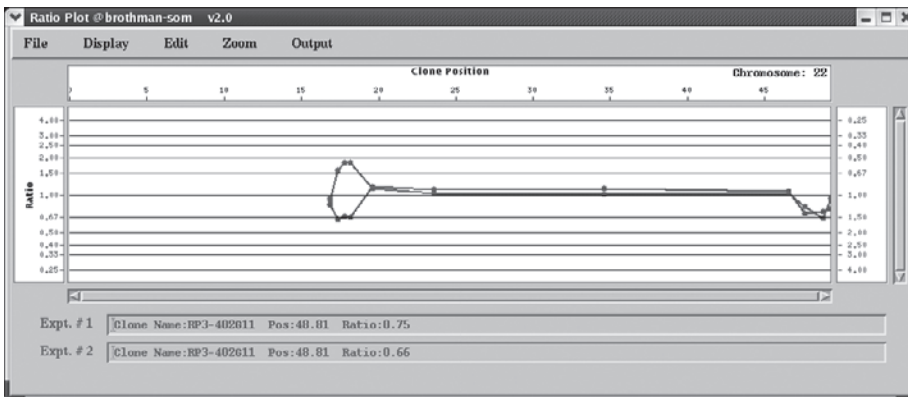 Ratio Plot @brothman-som v2.0
File Display Edit Zoom Output
Clone Position Chromosome: 22
5 10 15 20 25 30 35 40 45
Ratio
4.00 0.25
3.00 0.33
2.50 0.40
2.00 0.50
1.50 0.67
1.00 1.00
0.67 1.50
0.50 2.00
0.40 2.50
0.33 3.00
0.25 4.00
Expt. # 1 Clone Name:RP3-402G11 Pos:48.81 Ratio:0.75
Expt. # 2 Clone Name:RP3-402G11 Pos:48.81 Ratio:0.66